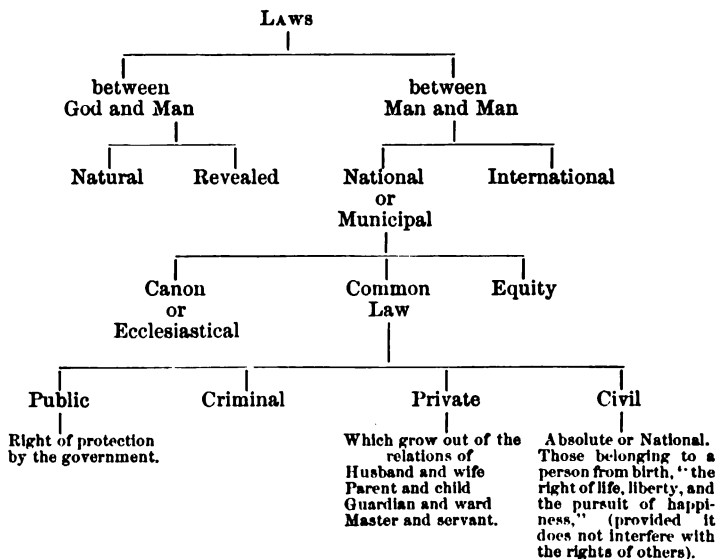 LAWS
between
God and Man
between
Man and Man
Natural
Revealed
National
or
Municipal
International
Canon
or
Ecclesiastical
Common
Law
Equity
Public
Criminal
Private
Civil
Right of protection
by the government.
Which grow out of the
relations of
Husband and wife
Parent and child
Guardian and ward
Master and servant.
Absolute or National.
Those belonging to a
person from birth, "the
right of life, liberty, and
the pursuit of happi-
ness," (provided it
does not interfere with
the rights of others).